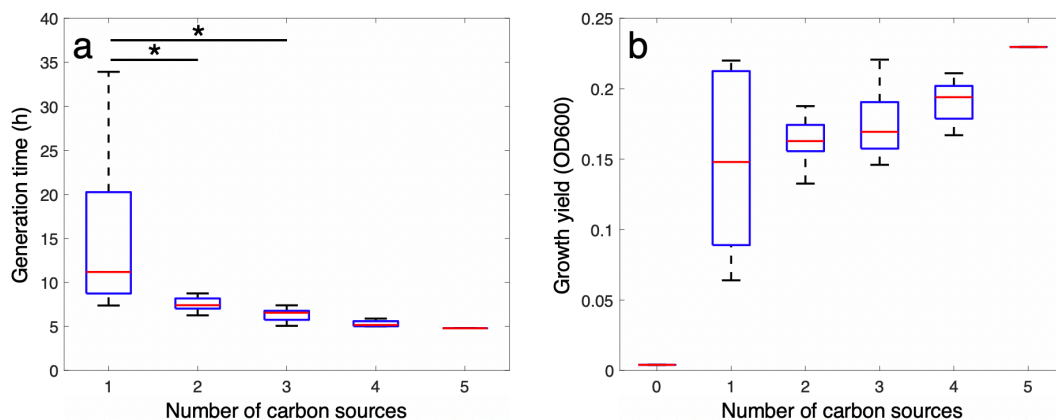 a
*
*
40
35
30
25
20
15
10
5
0
Generation time (h)
1 2 3 4 5
Number of carbon sources
b
0.25
0.2
0.15
0.1
0.05
0
Growth yield (OD600)
0 1 2 3 4 5
Number of carbon sources